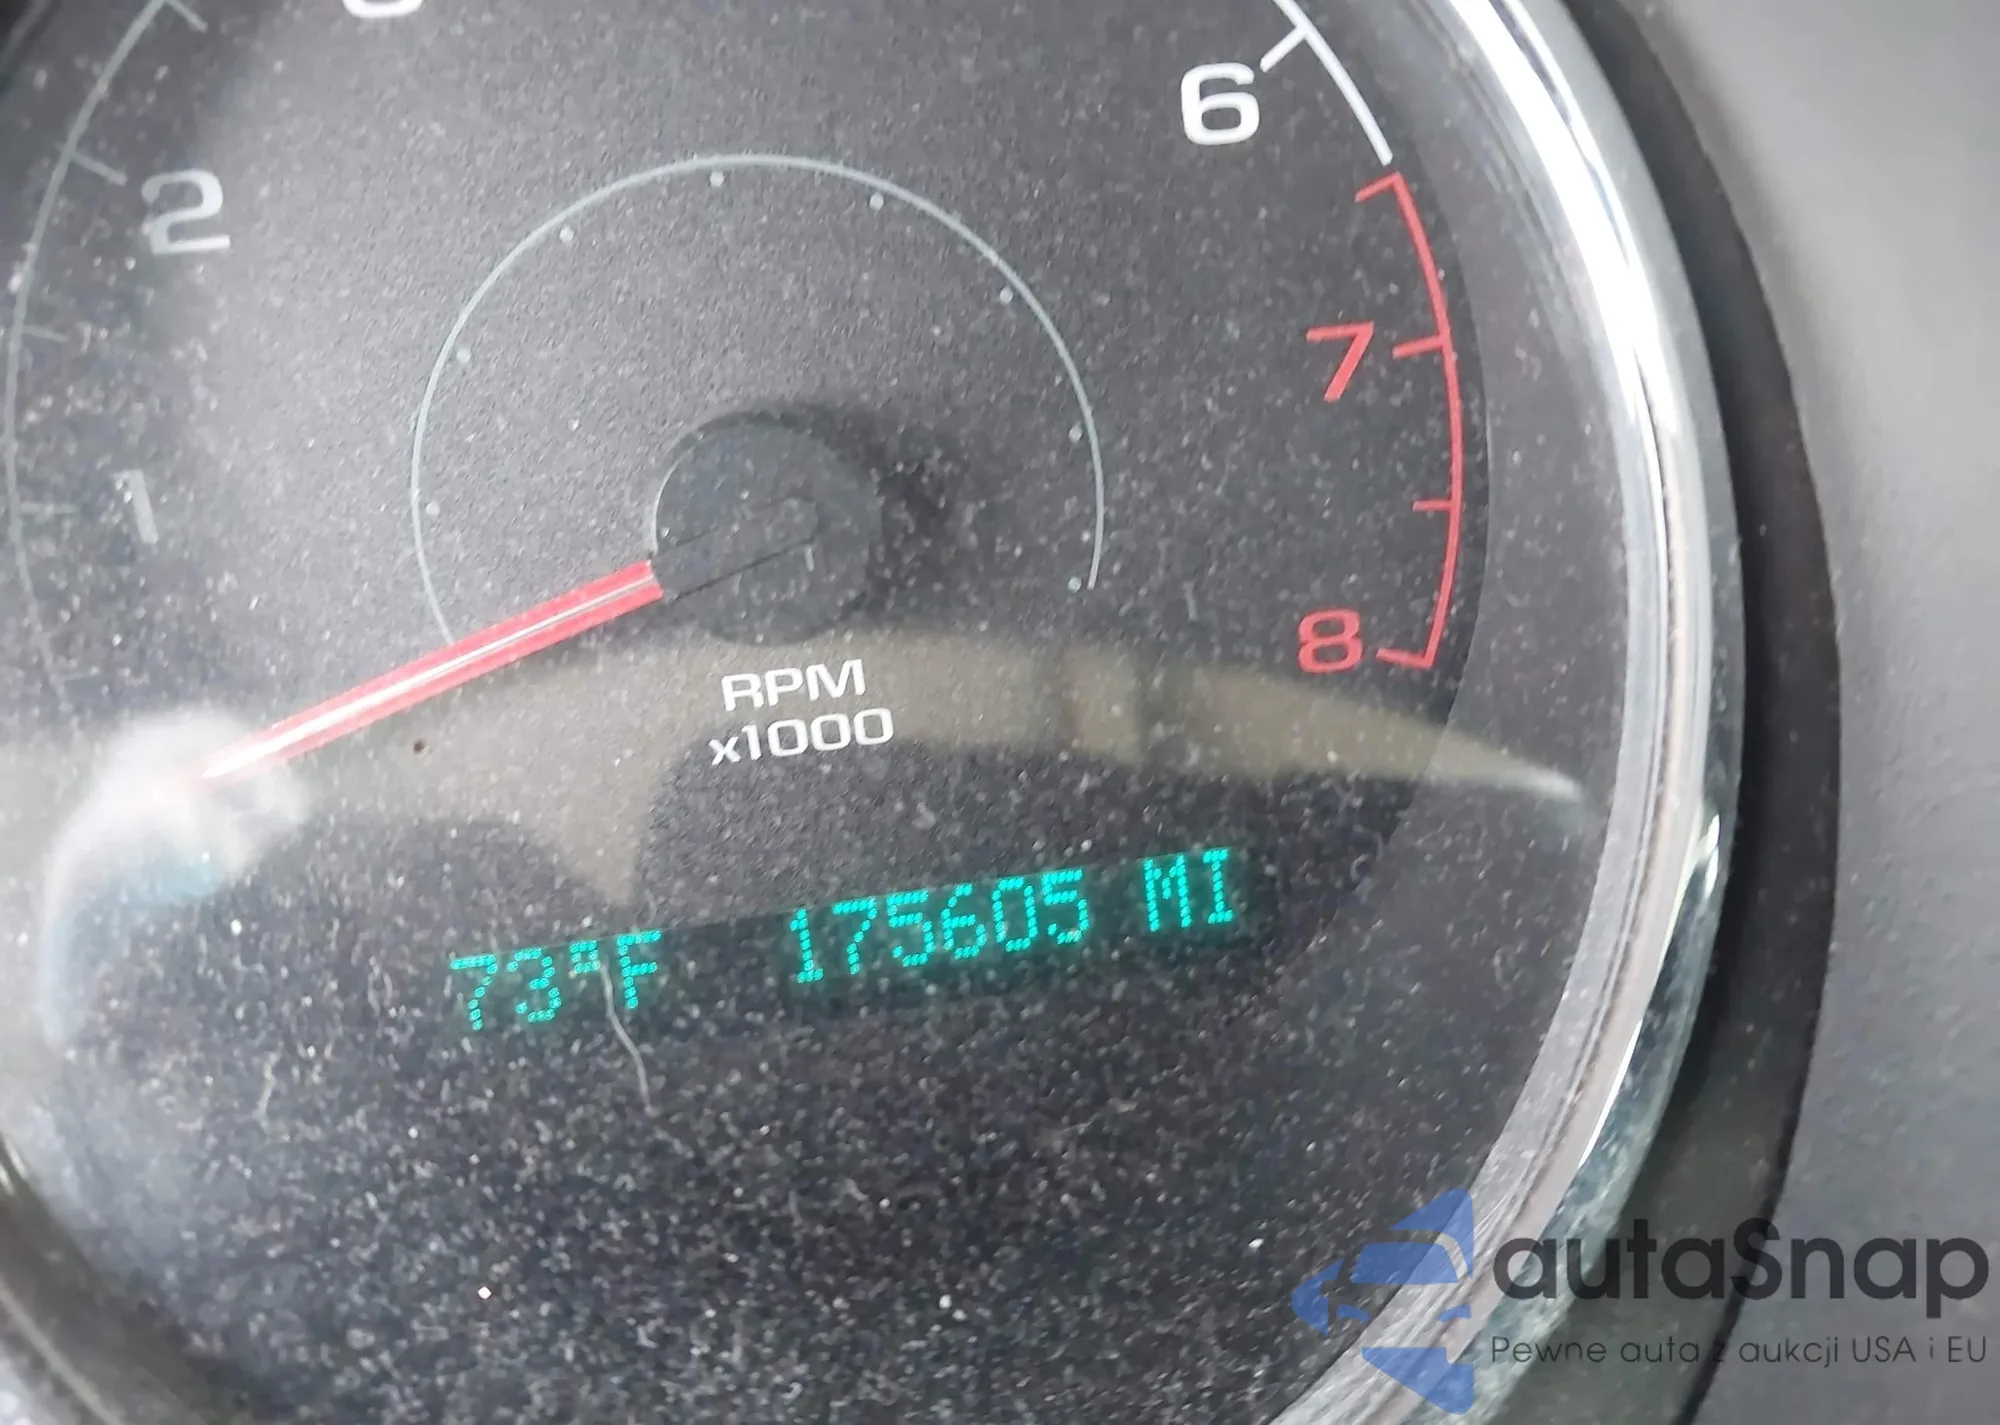 2
6
1
7
8
RPM
x1000
73°F 175605 MI
autaSnap
Pewne auta z aukcji USA i EU